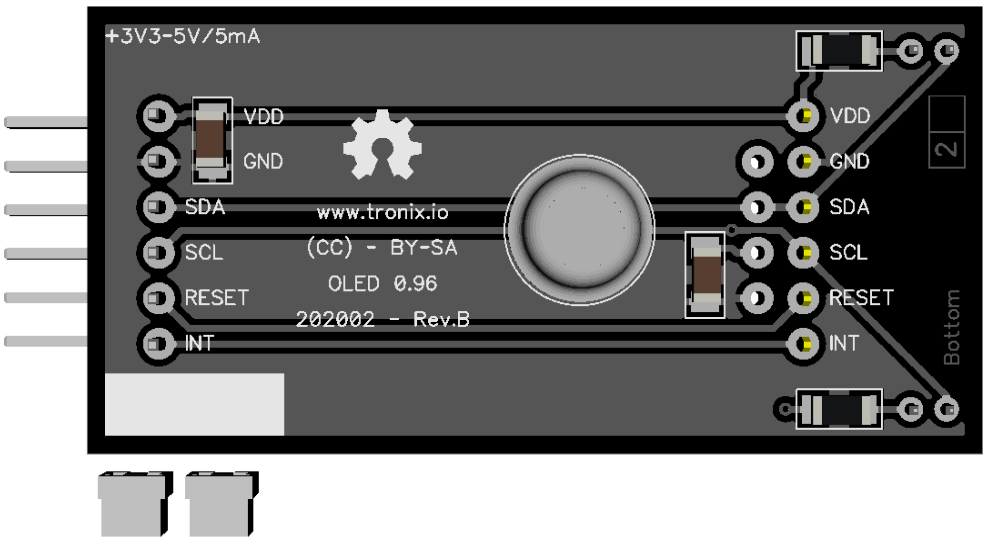 +3V3-5V/5mA
VDD
GND
SDA
SCL
RESET
INT
www.tronix.io
(CC) - BY-SA
OLED 0.96
202002 - Rev.B
VDD
GND
SDA
SCL
RESET
INT
2
Bottom